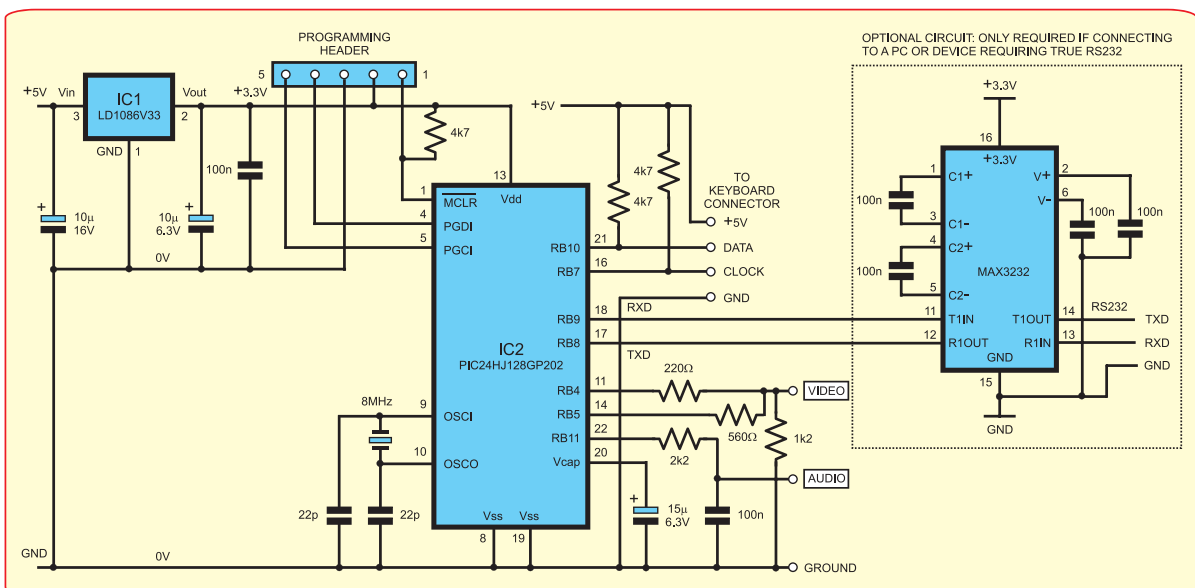 PROGRAMMING
HEADER
5
1
+5V
Vin
3
IC1
LD1086V33
Vout
2
GND
1
+3.3V
100n
4k7
10µ
16V
+
10µ
6.3V
+
0V
1
MCLR
4
PGDI
5
PGCI
13
Vdd
IC2
PIC24HJ128GP202
9
OSCI
10
OSCO
8MHz
22p
22p
Vss
8
Vss
19
GND
0V
+5V
4k7
4k7
TO
KEYBOARD
CONNECTOR
+5V
RB10
21
DATA
RB7
16
CLOCK
GND
RXD
RB9
18
RB8
17
TXD
RB4
11
220Ω
VIDEO
RB5
14
560Ω
1k2
RB11
22
2k2
Vcap
20
AUDIO
+
15µ
6.3V
100n
GROUND
OPTIONAL CIRCUIT: ONLY REQUIRED IF CONNECTING
TO A PC OR DEVICE REQUIRING TRUE RS232
+3.3V
16
+3.3V
1
C1+
100n
3
C1-
4
C2+
100n
5
C2-
2
V+
6
V-
100n
100n
MAX3232
11
T1IN
12
R1OUT
T1OUT
14
RS232
TXD
R1IN
13
RXD
GND
15
GND
GND